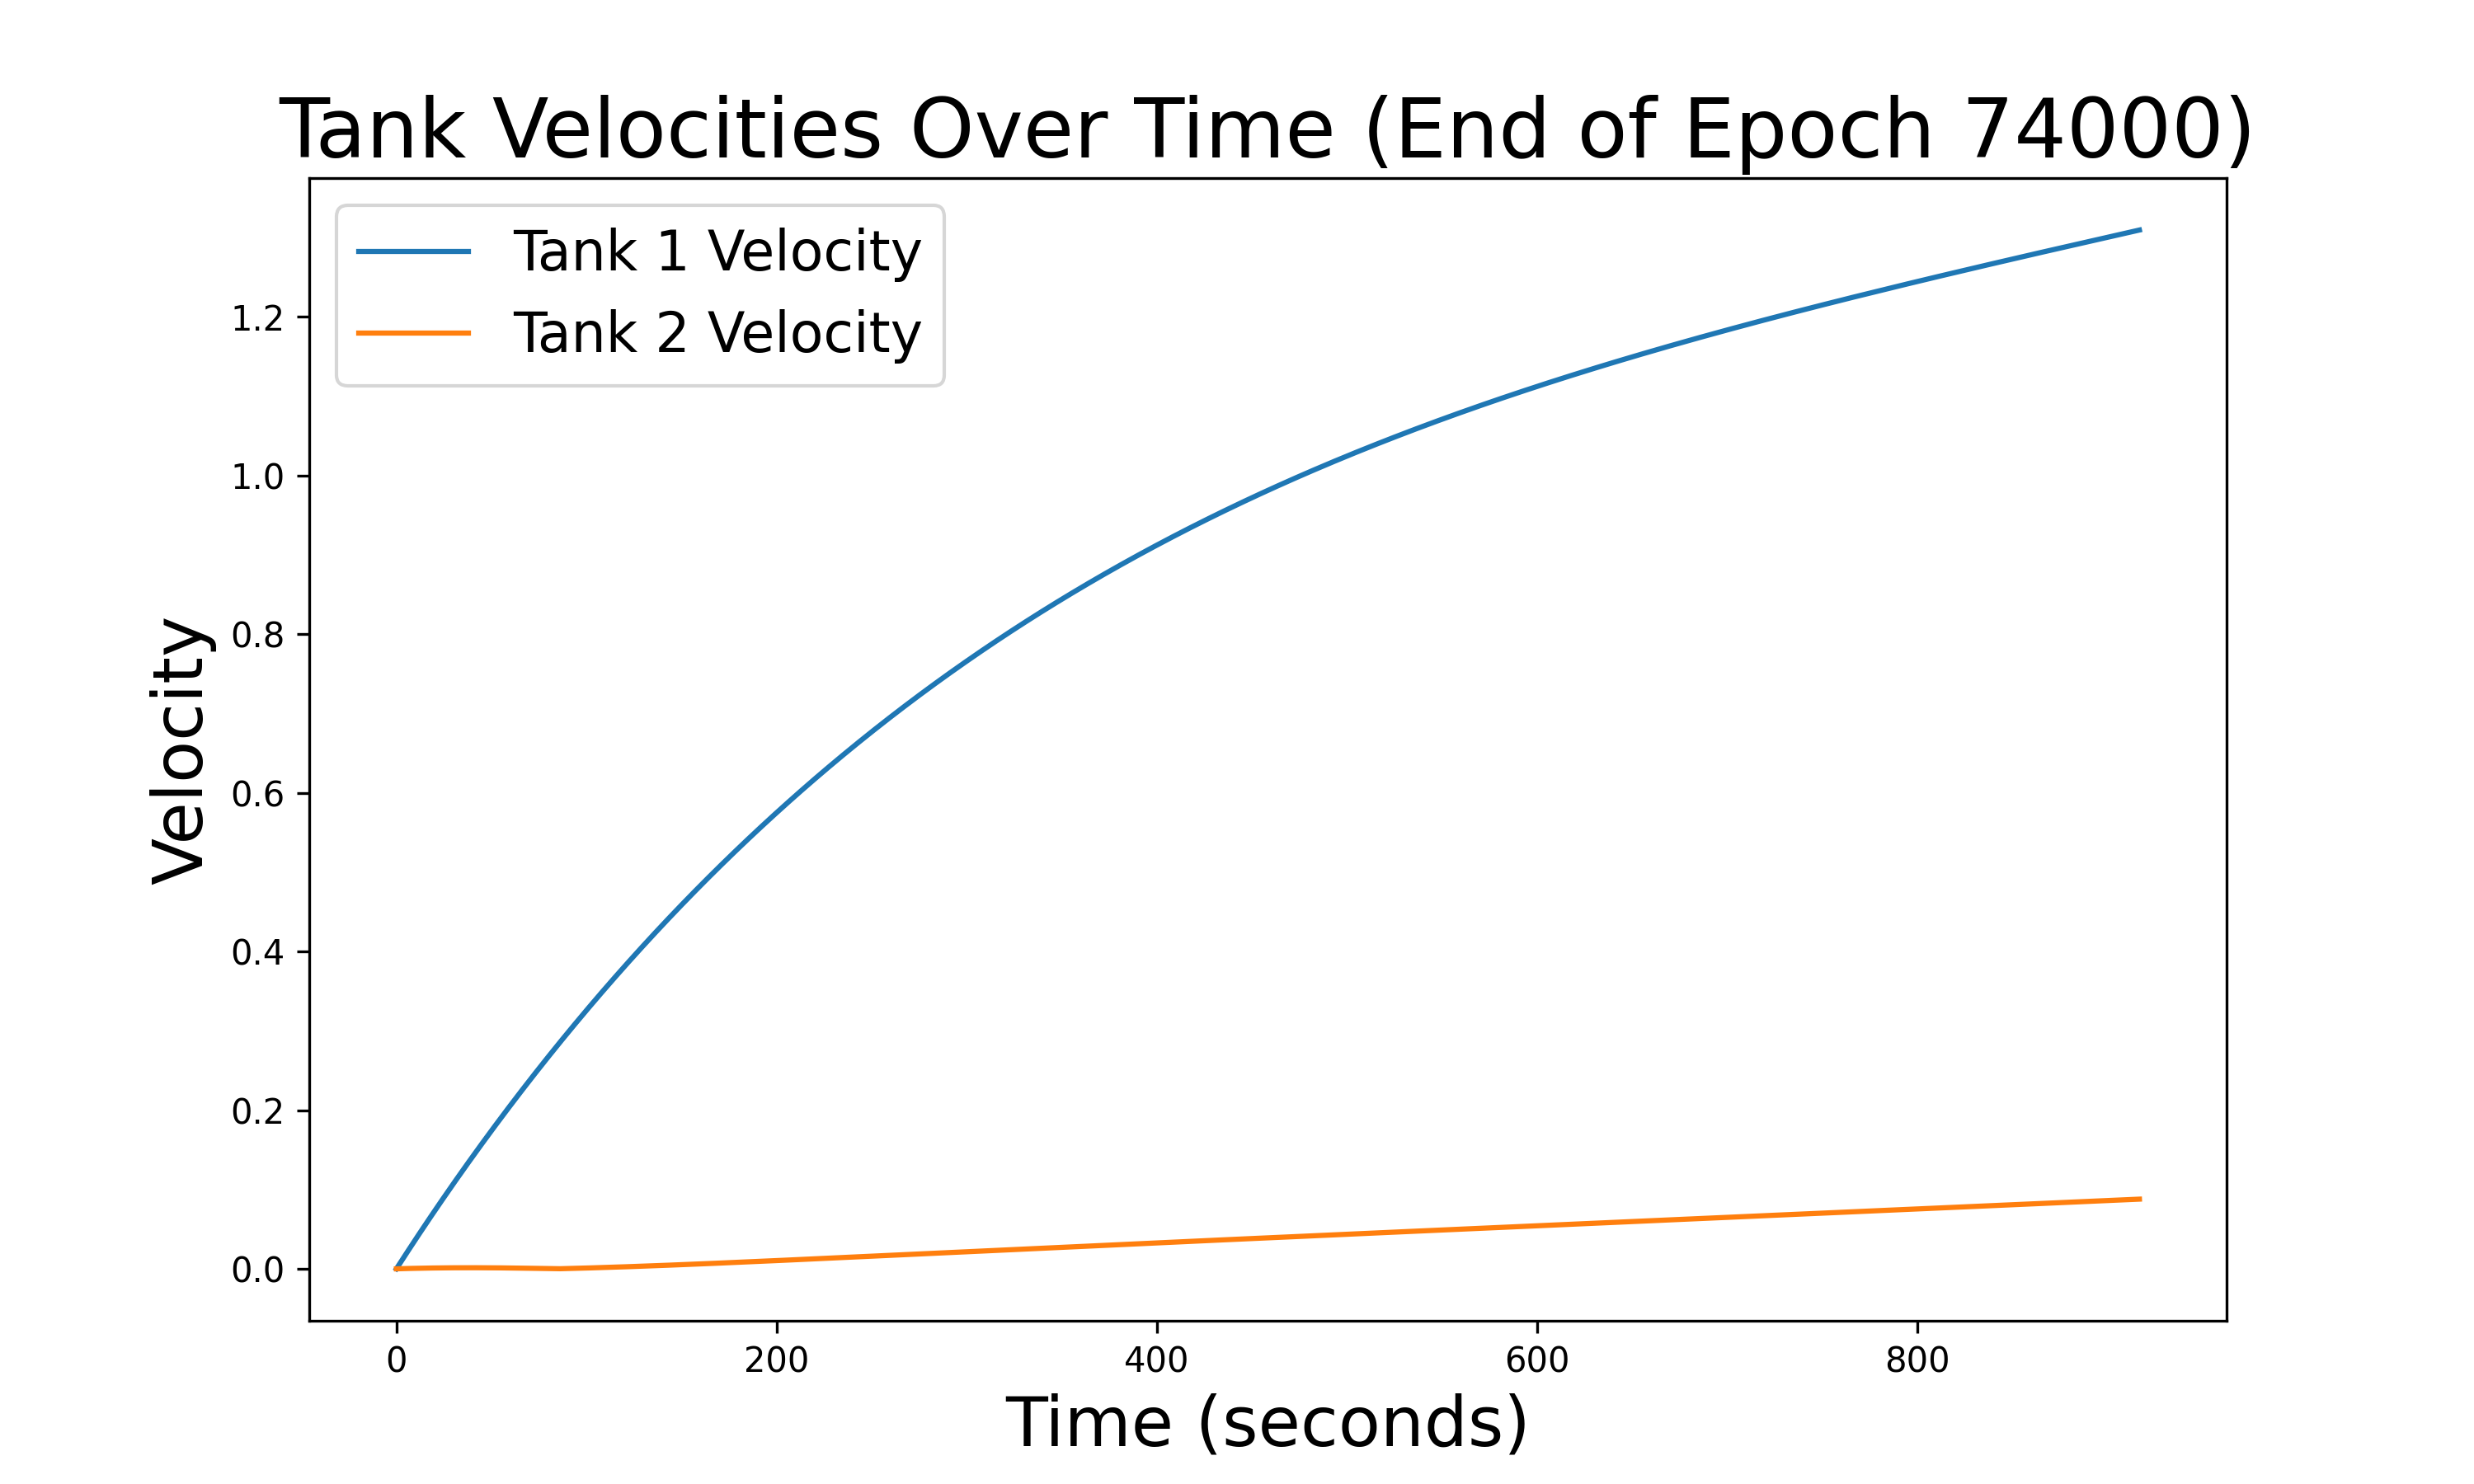 Tank Velocities Over Time (End of Epoch 74000)
Tank 1 Velocity
Tank 2 Velocity
Velocity
1.2
1.0
0.8
0.6
0.4
0.2
0.0
0 200 400 600 800
Time (seconds)